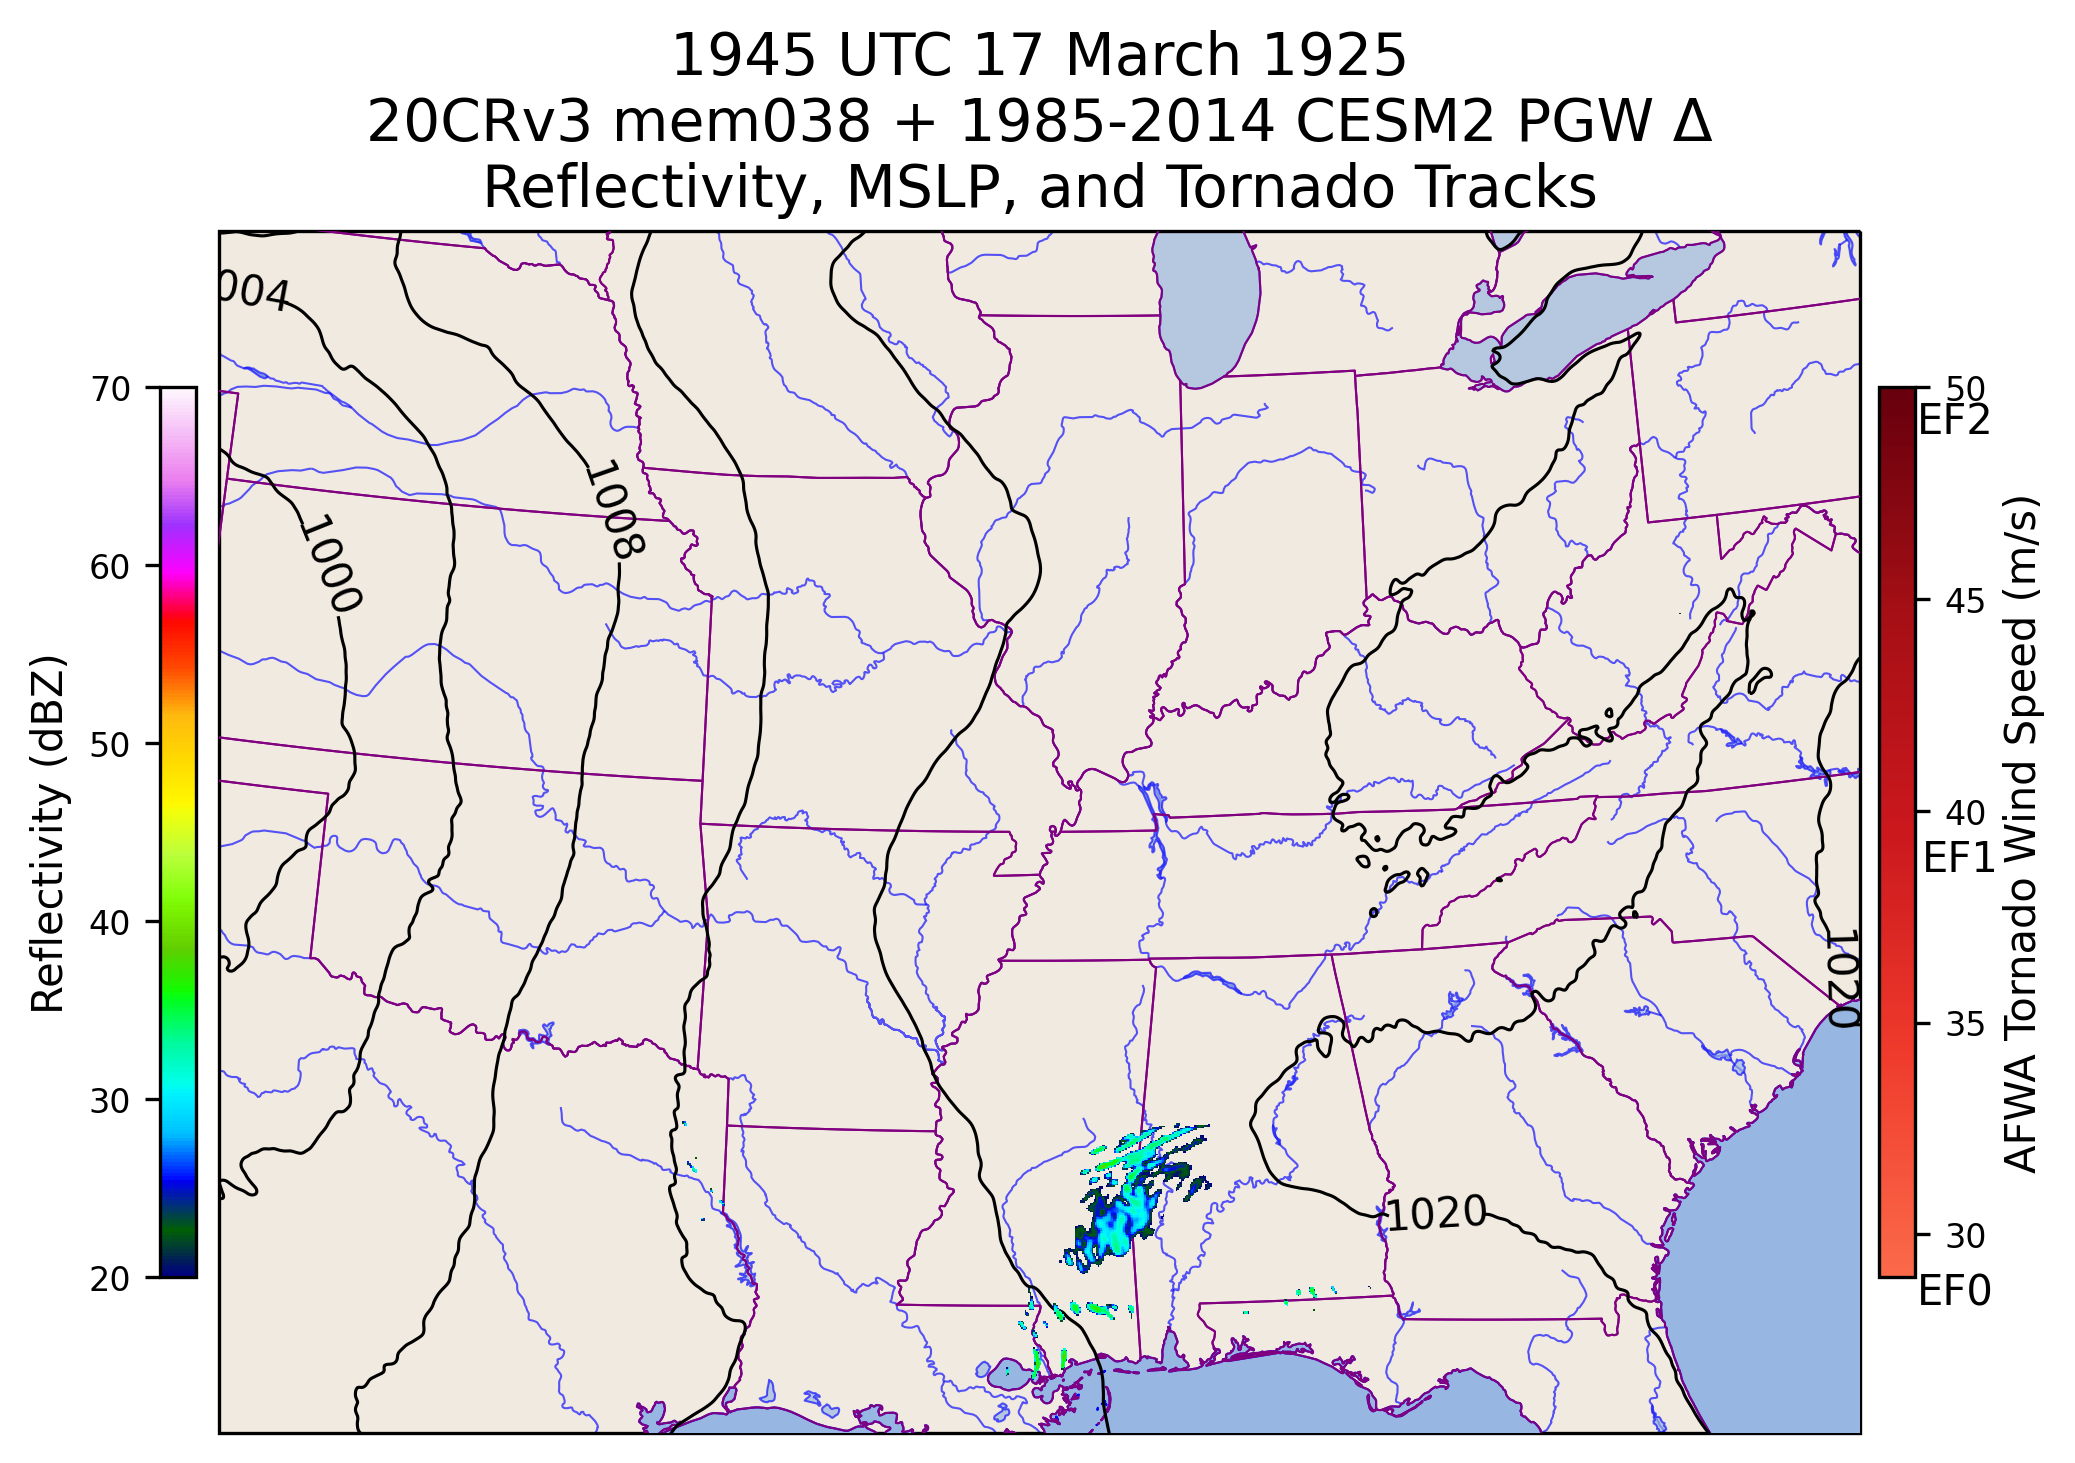 1945 UTC 17 March 1925
20CRv3 mem038 + 1985-2014 CESM2 PGW Δ
Reflectivity, MSLP, and Tornado Tracks
004
1000
1008
1020
1020
70
60
50
40
30
20
Reflectivity (dBZ)
50
EF2
45
40
EF1
35
30
EF0
AFWA Tornado Wind Speed (m/s)